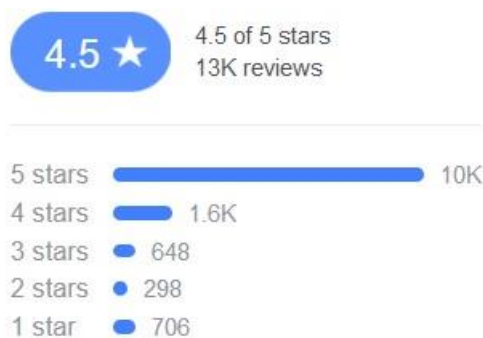 4.5 ★
4.5 of 5 stars
13K reviews
5 stars 10K
4 stars 1.6K
3 stars 648
2 stars 298
1 star 706